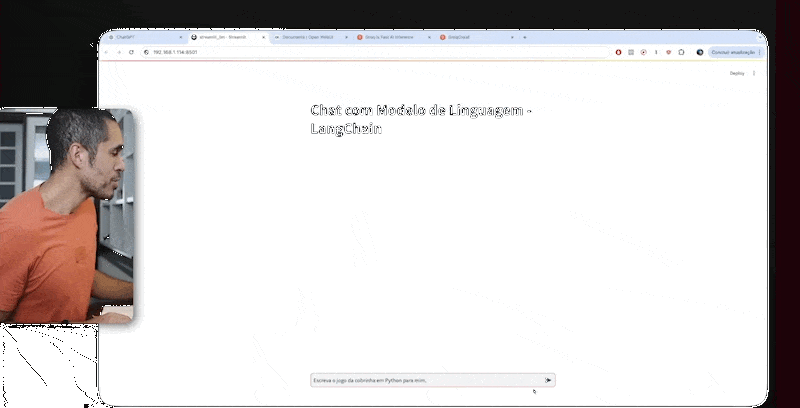 ChatGPT
streamlit_llm · Streamlit
Documents | Open WebUI
Groq is Fast AI Inference
GroqCloud
192.168.1.114:8501
Concluir atualização
Deploy
Chat com Modelo de Linguagem -
LangChain
Escreva o jogo da cobrinha em Python para mim.